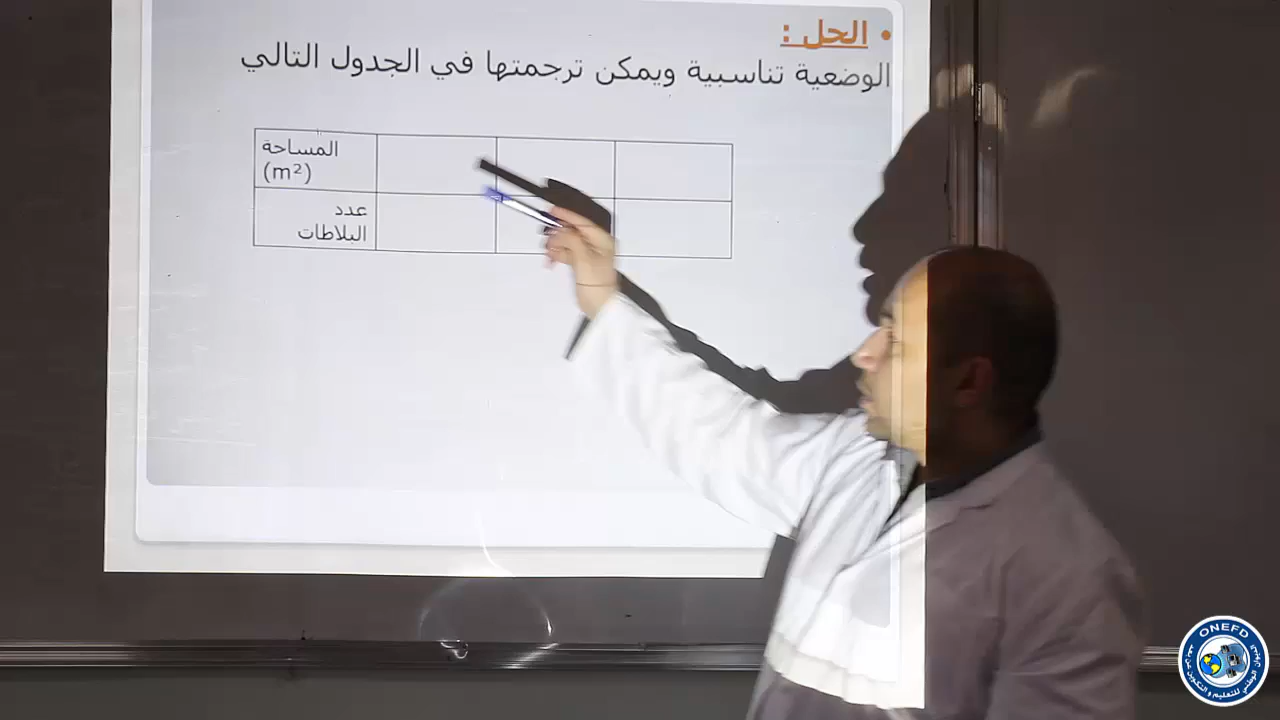 • الحل :
الوضعية تناسبية ويمكن ترجمتها في الجدول التالي
المساحة
(m²)
عدد
البلاطات
ONEFD